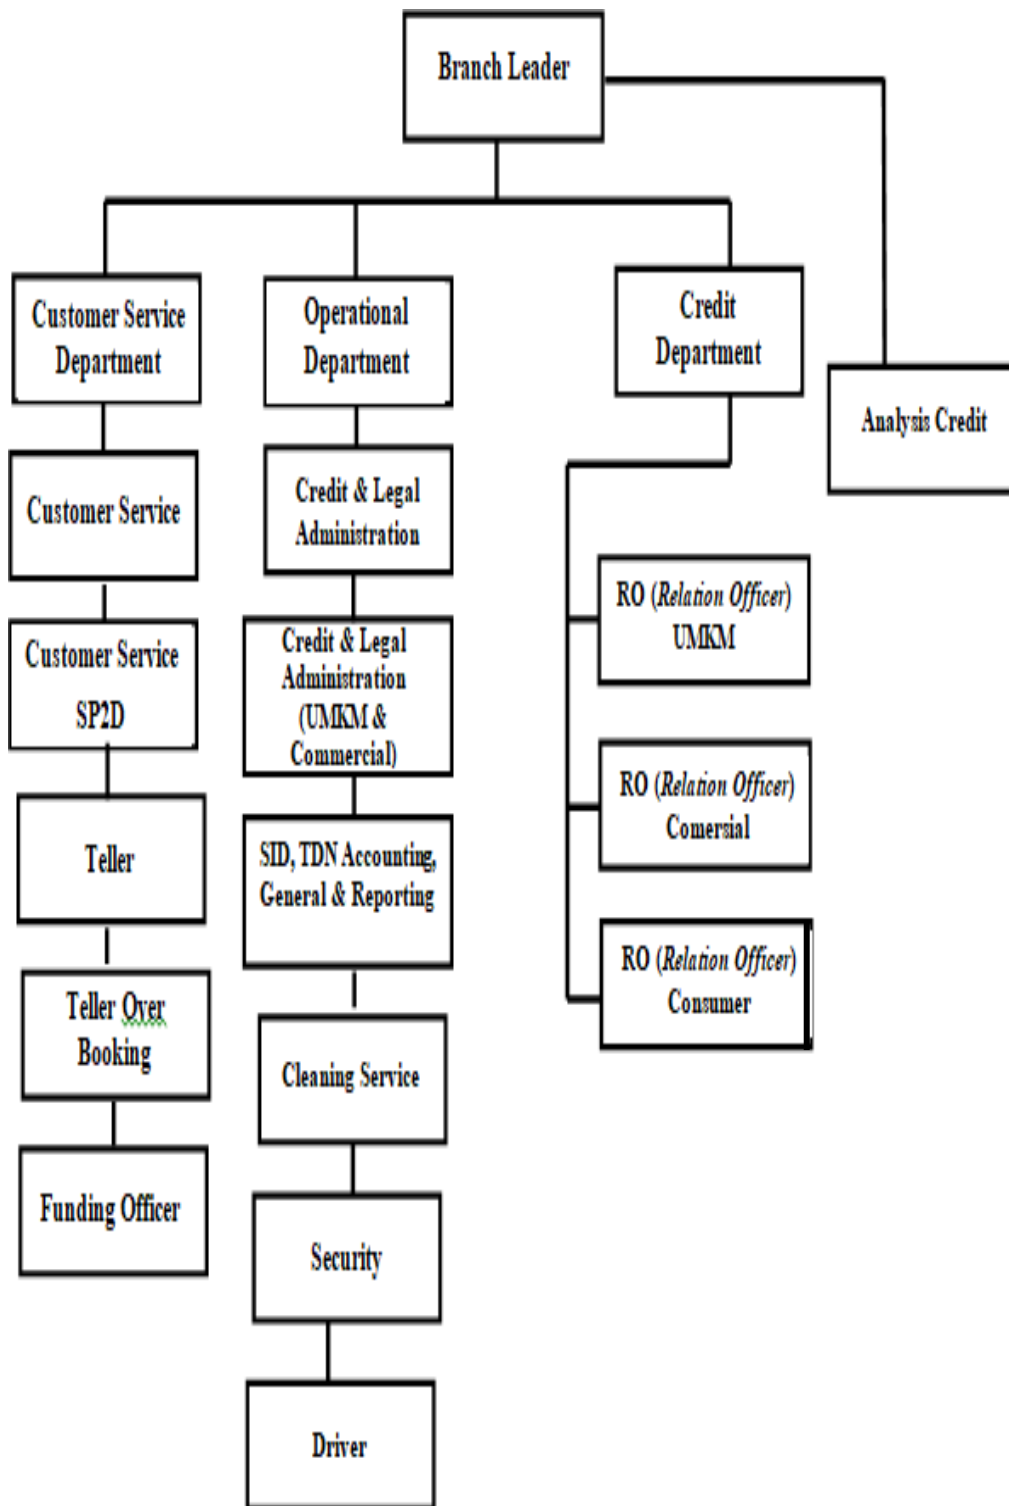 Branch Leader
Customer Service
Department
Operational
Department
Credit
Department
Analysis Credit
Customer Service
Credit & Legal
Administration
RO (Relation Officer)
UMKM
Customer Service
SP2D
Credit & Legal
Administration
(UMKM &
Commercial)
RO (Relation Officer)
Comersial
Teller
SID, TDN Accounting,
General & Reporting
RO (Relation Officer)
Consumer
Teller Over
Booking
Cleaning Service
Funding Officer
Security
Driver